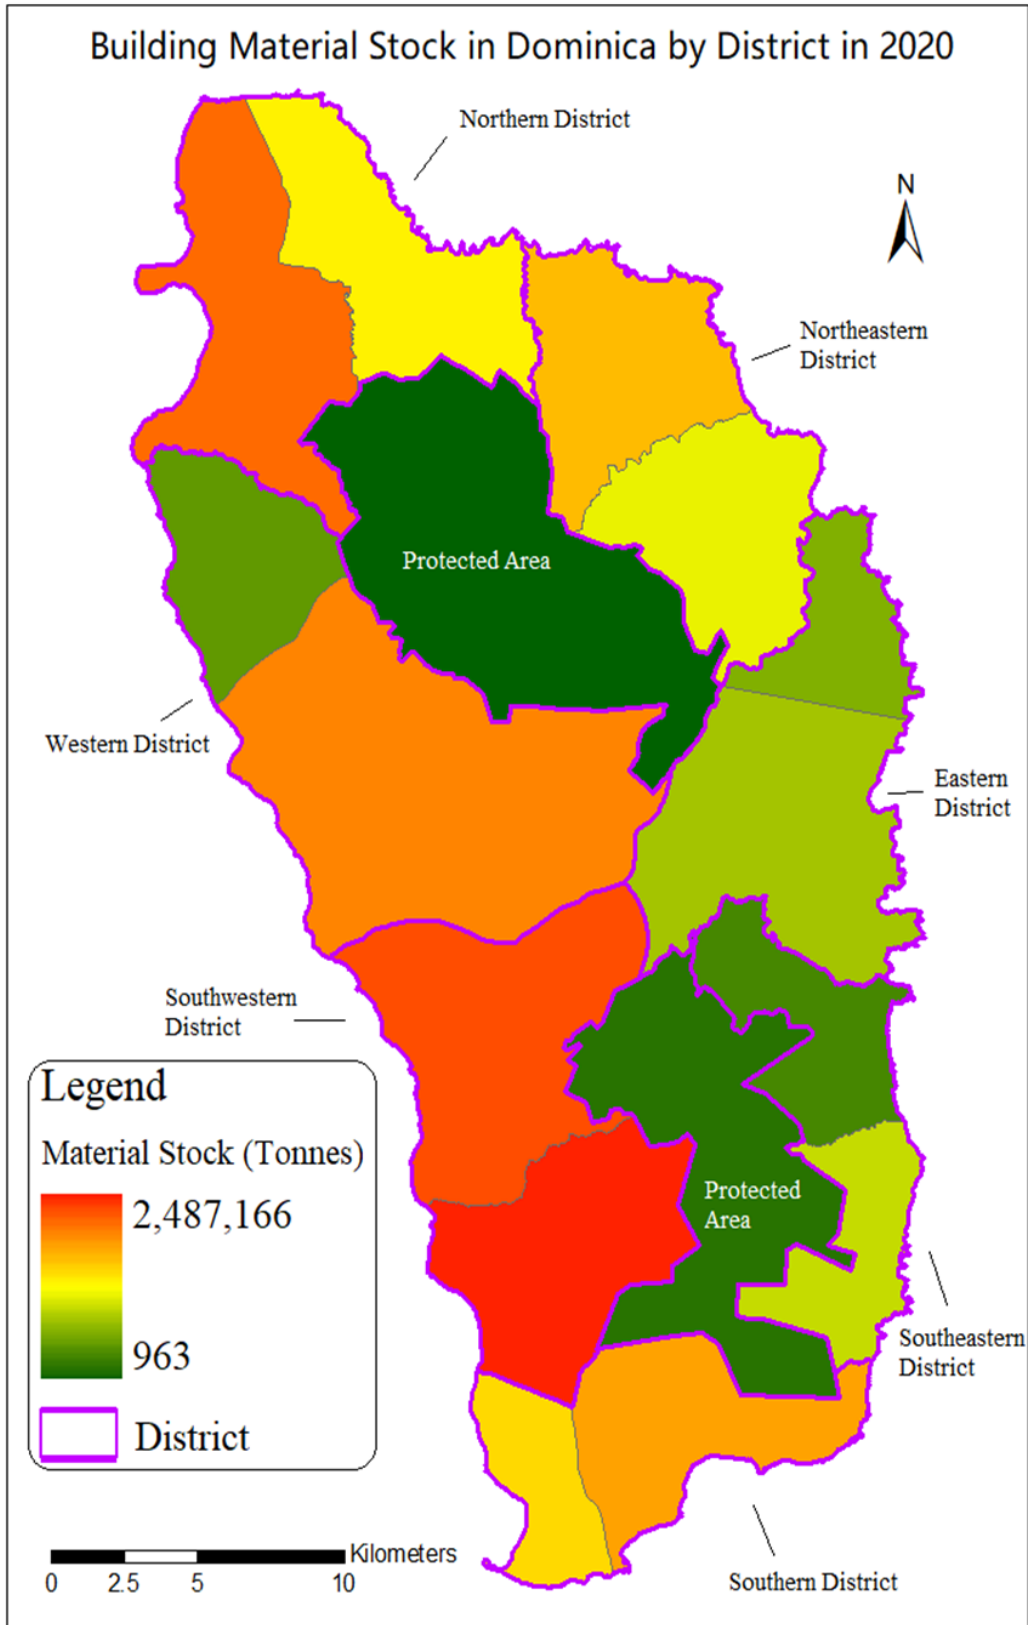 Building Material Stock in Dominica by District in 2020
Northern District
N
Northeastern
District
Protected Area
Western District
Eastern
District
Southwestern
District
Legend
Material Stock (Tonnes)
2,487,166
963
District
Protected
Area
Southeastern
District
Kilometers
0 2.5 5 10
Southern District